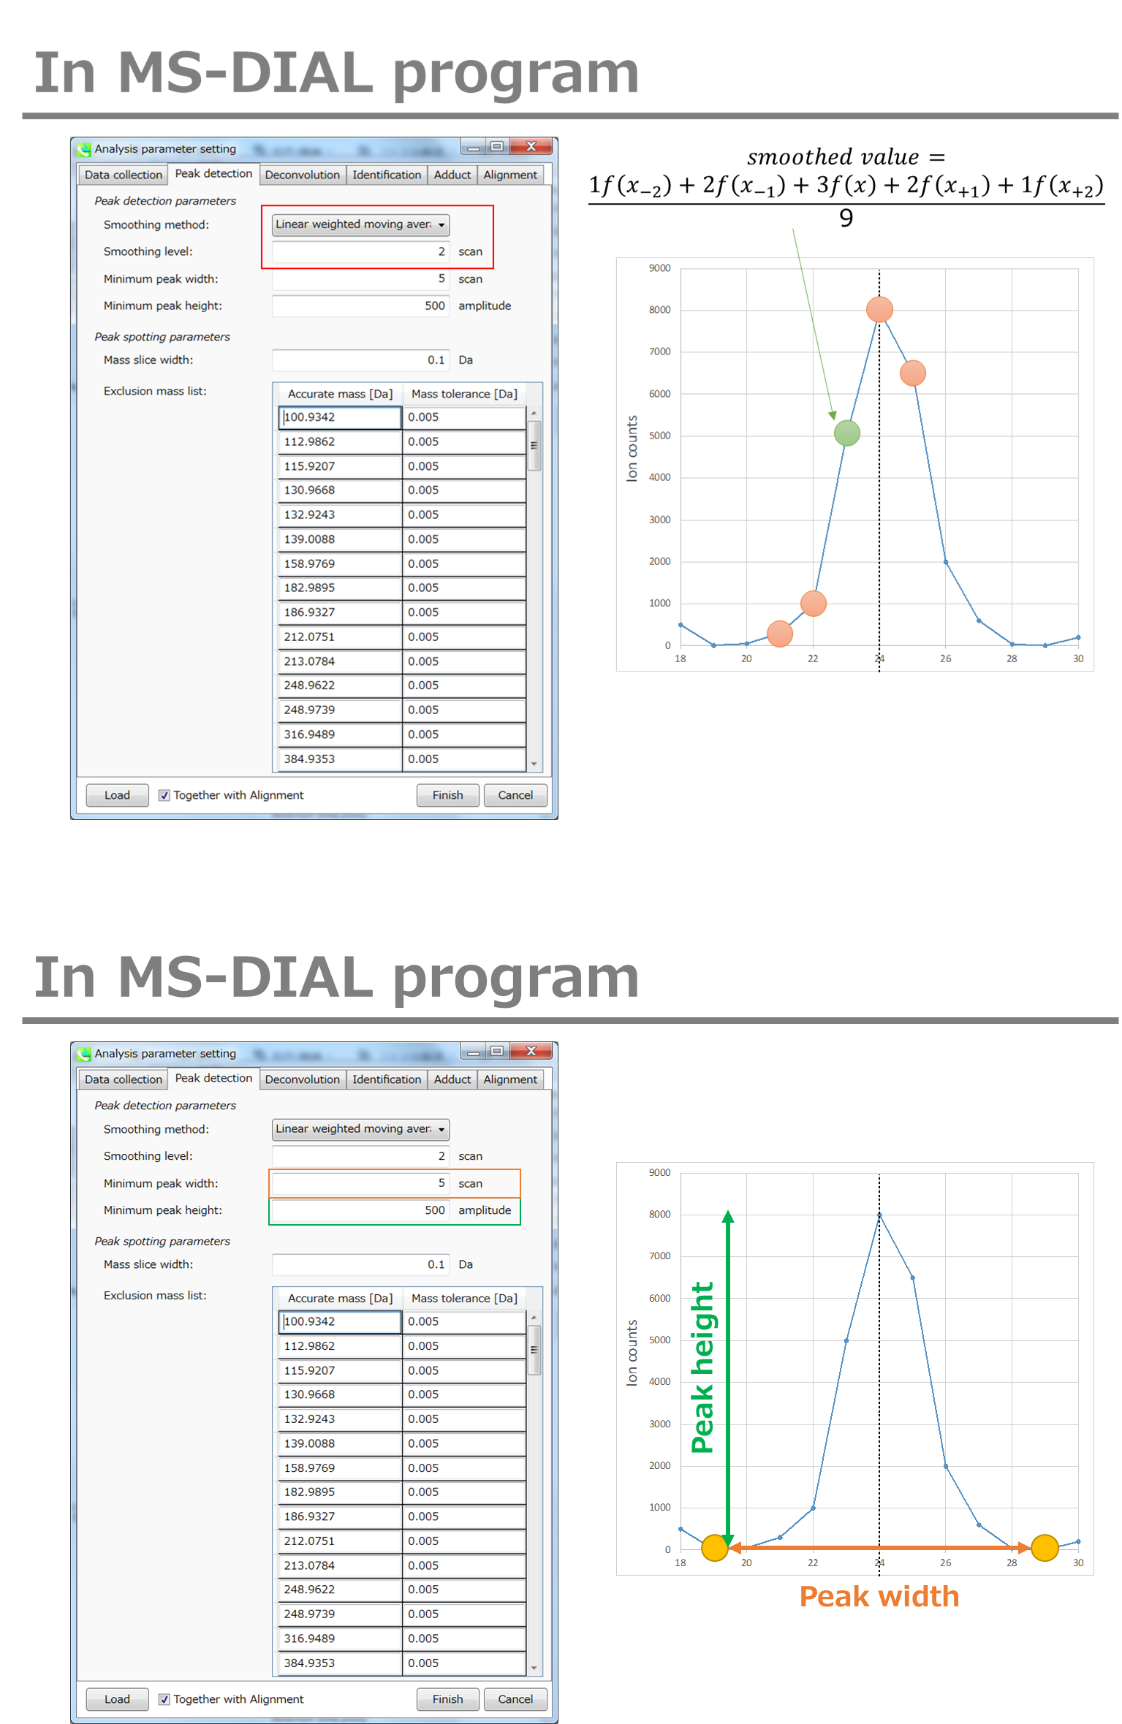 In MS-DIAL program
Analysis parameter setting
Data collection Peak detection Deconvolution Identification Adduct Alignment
Peak detection parameters
Smoothing method: Linear weighted moving aver
Smoothing level: 2 scan
Minimum peak width: 5 scan
Minimum peak height: 500 amplitude
Peak spotting parameters
Mass slice width: 0.1 Da
Exclusion mass list:
Accurate mass [Da] Mass tolerance [Da]
100.9342 0.005
112.9862 0.005
115.9207 0.005
130.9668 0.005
132.9243 0.005
139.0088 0.005
158.9769 0.005
182.9895 0.005
186.9327 0.005
212.0751 0.005
213.0784 0.005
248.9622 0.005
248.9739 0.005
316.9489 0.005
384.9353 0.005
Load Together with Alignment Finish Cancel
smoothed value =
1f(x₋₂) + 2f(x₋₁) + 3f(x) + 2f(x₊₁) + 1f(x₊₂)
9
9000
8000
7000
6000
5000
4000
3000
2000
1000
0
Ion counts
18 20 22 24 26 28 30
In MS-DIAL program
Analysis parameter setting
Data collection Peak detection Deconvolution Identification Adduct Alignment
Peak detection parameters
Smoothing method: Linear weighted moving aver
Smoothing level: 2 scan
Minimum peak width: 5 scan
Minimum peak height: 500 amplitude
Peak spotting parameters
Mass slice width: 0.1 Da
Exclusion mass list:
Accurate mass [Da] Mass tolerance [Da]
100.9342 0.005
112.9862 0.005
115.9207 0.005
130.9668 0.005
132.9243 0.005
139.0088 0.005
158.9769 0.005
182.9895 0.005
186.9327 0.005
212.0751 0.005
213.0784 0.005
248.9622 0.005
248.9739 0.005
316.9489 0.005
384.9353 0.005
Load Together with Alignment Finish Cancel
9000
8000
7000
6000
5000
4000
3000
2000
1000
0
Ion counts
Peak height
18 20 22 24 26 28 30
Peak width